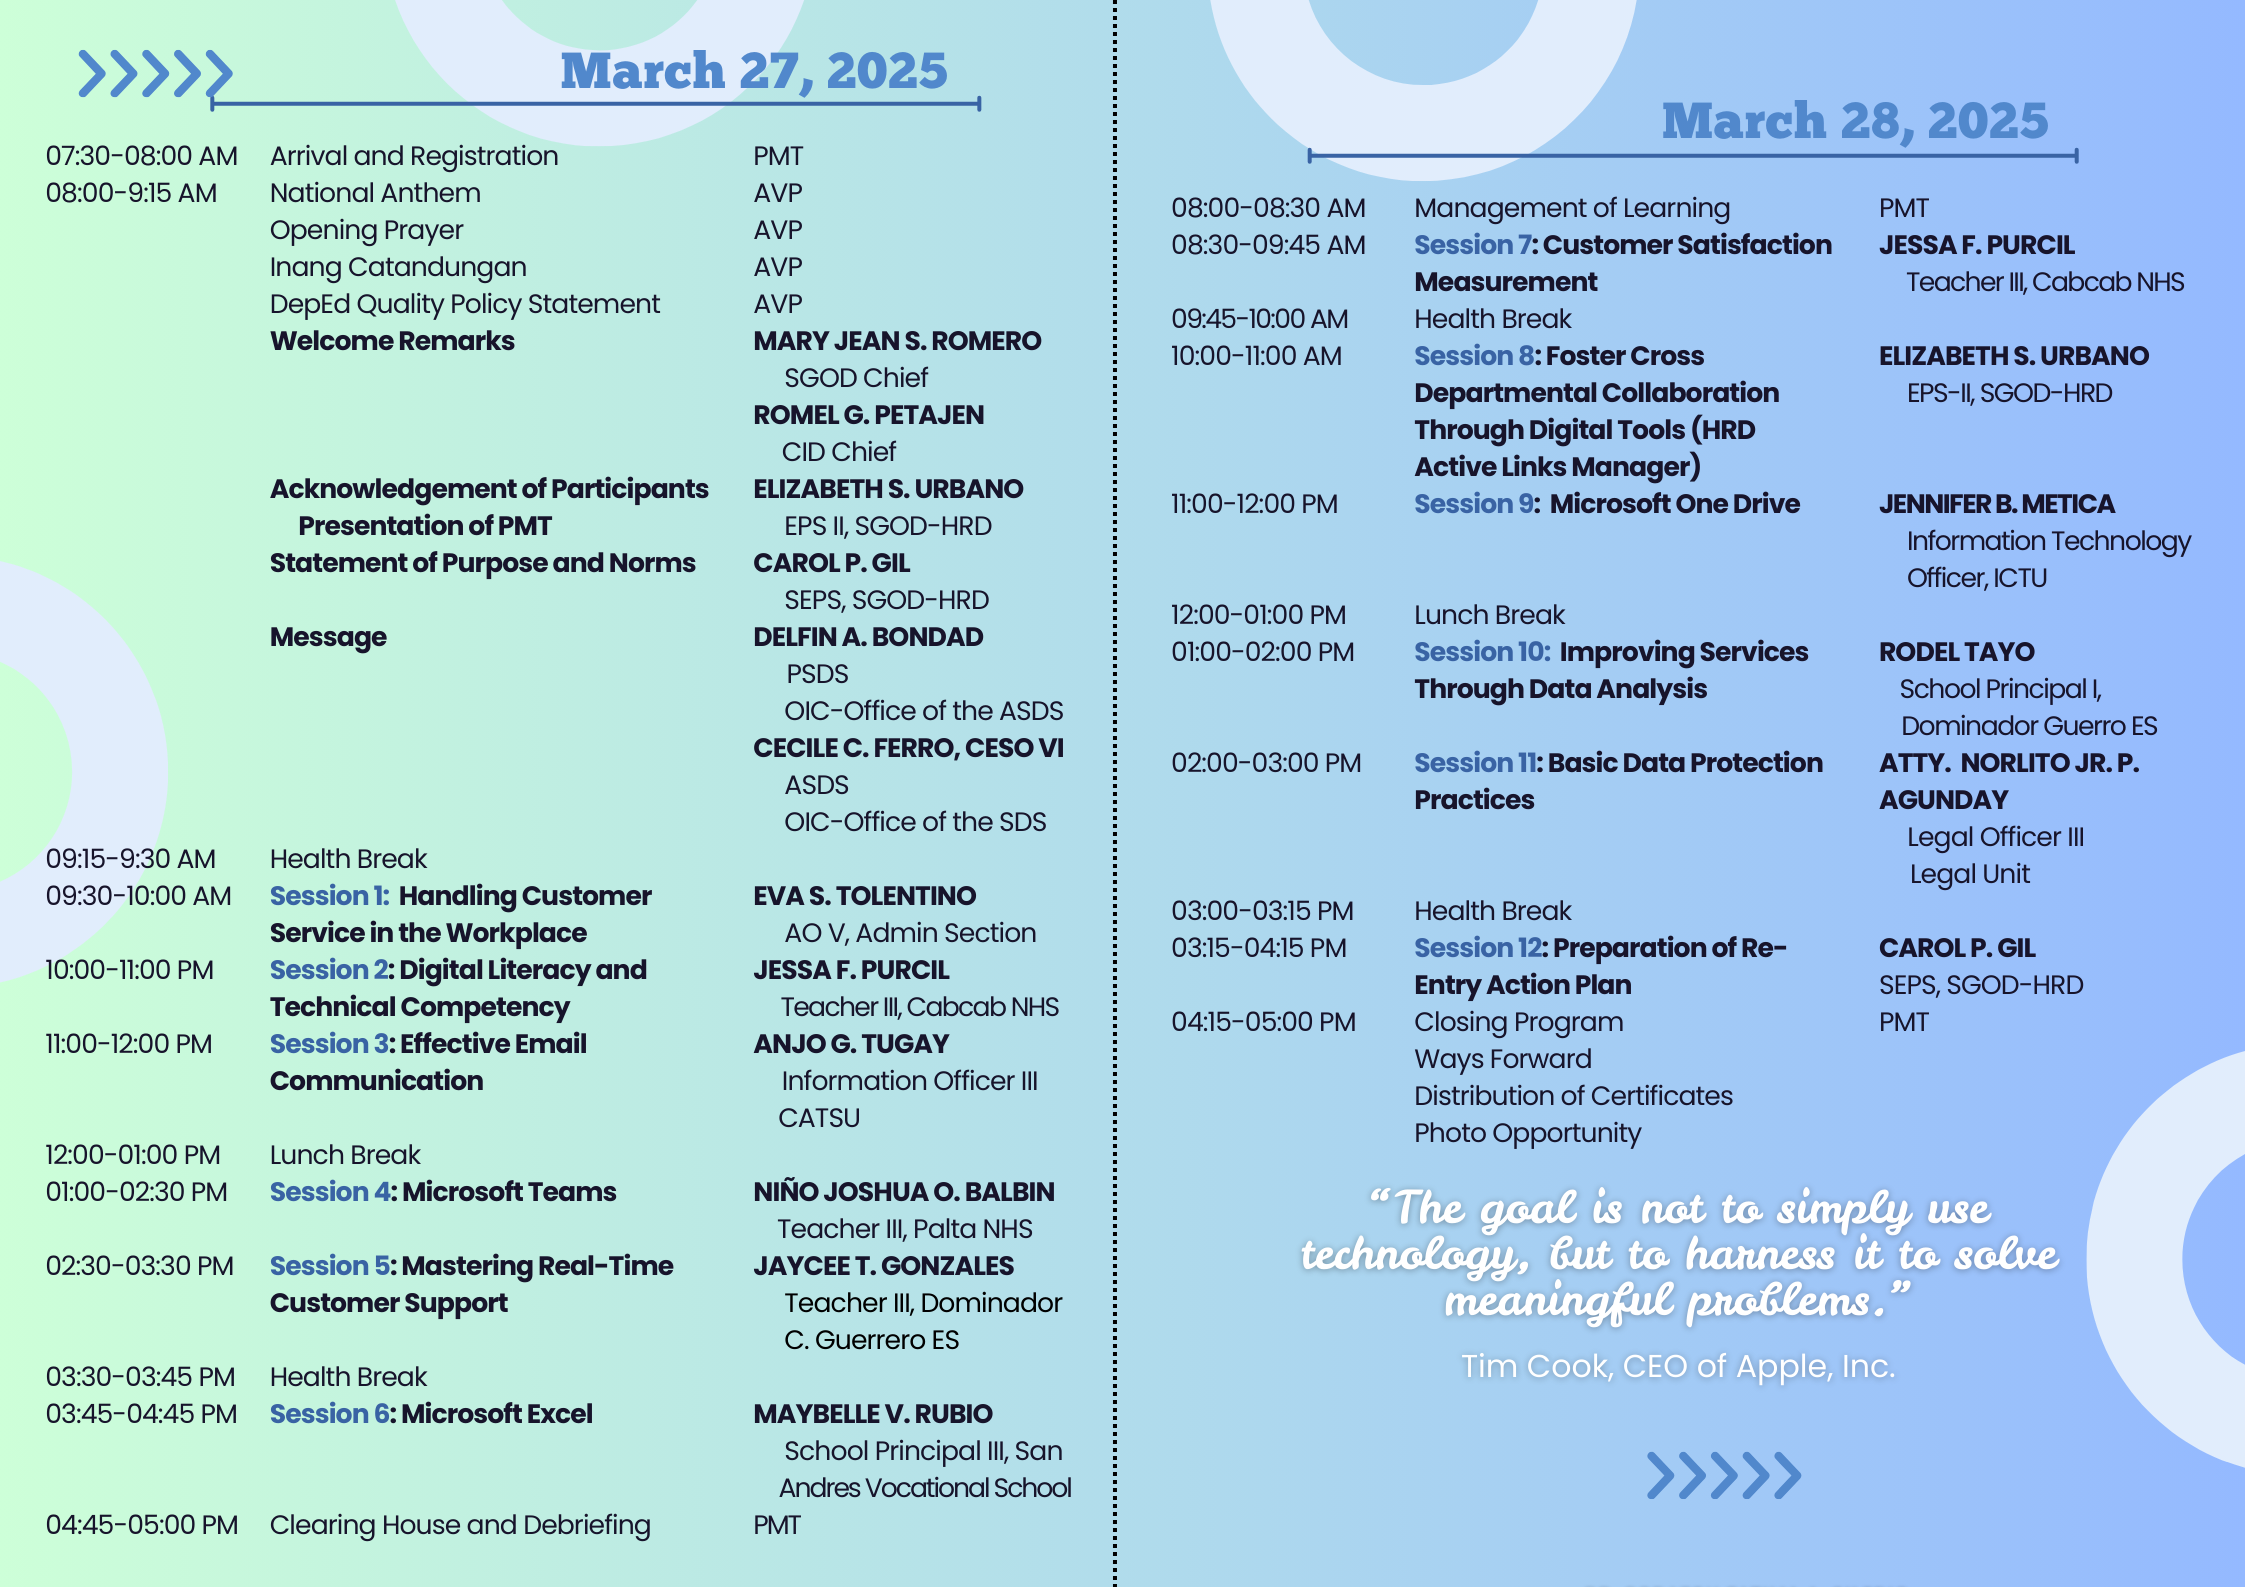 March 27, 2025
07:30-08:00 AM Arrival and Registration PMT
08:00-9:15 AM National Anthem AVP
Opening Prayer AVP
Inang Catandungan AVP
DepEd Quality Policy Statement AVP
Welcome Remarks MARY JEAN S. ROMERO
SGOD Chief
ROMEL G. PETAJEN
CID Chief
Acknowledgement of Participants ELIZABETH S. URBANO
Presentation of PMT EPS II, SGOD-HRD
Statement of Purpose and Norms CAROL P. GIL
SEPS, SGOD-HRD
Message DELFIN A. BONDAD
PSDS
OIC-Office of the ASDS
CECILE C. FERRO, CESO VI
ASDS
OIC-Office of the SDS
09:15-9:30 AM Health Break
09:30-10:00 AM Session 1: Handling Customer EVA S. TOLENTINO
Service in the Workplace AO V, Admin Section
10:00-11:00 PM Session 2: Digital Literacy and JESSA F. PURCIL
Technical Competency Teacher III, Cabcab NHS
11:00-12:00 PM Session 3: Effective Email ANJO G. TUGAY
Communication Information Officer III
CATSU
12:00-01:00 PM Lunch Break
01:00-02:30 PM Session 4: Microsoft Teams NIÑO JOSHUA O. BALBIN
Teacher III, Palta NHS
02:30-03:30 PM Session 5: Mastering Real-Time JAYCEE T. GONZALES
Customer Support Teacher III, Dominador
C. Guerrero ES
03:30-03:45 PM Health Break
03:45-04:45 PM Session 6: Microsoft Excel MAYBELLE V. RUBIO
School Principal III, San
Andres Vocational School
04:45-05:00 PM Clearing House and Debriefing PMT
March 28, 2025
08:00-08:30 AM Management of Learning PMT
08:30-09:45 AM Session 7: Customer Satisfaction JESSA F. PURCIL
Measurement Teacher III, Cabcab NHS
09:45-10:00 AM Health Break
10:00-11:00 AM Session 8: Foster Cross ELIZABETH S. URBANO
Departmental Collaboration EPS-II, SGOD-HRD
Through Digital Tools (HRD
Active Links Manager)
11:00-12:00 PM Session 9: Microsoft One Drive JENNIFER B. METICA
Information Technology
Officer, ICTU
12:00-01:00 PM Lunch Break
01:00-02:00 PM Session 10: Improving Services RODEL TAYO
Through Data Analysis School Principal I,
Dominador Guerro ES
02:00-03:00 PM Session 11: Basic Data Protection ATTY. NORLITO JR. P.
Practices AGUNDAY
Legal Officer III
Legal Unit
03:00-03:15 PM Health Break
03:15-04:15 PM Session 12: Preparation of Re- CAROL P. GIL
Entry Action Plan SEPS, SGOD-HRD
04:15-05:00 PM Closing Program PMT
Ways Forward
Distribution of Certificates
Photo Opportunity
“The goal is not to simply use
technology, but to harness it to solve
meaningful problems.”
Tim Cook, CEO of Apple, Inc.